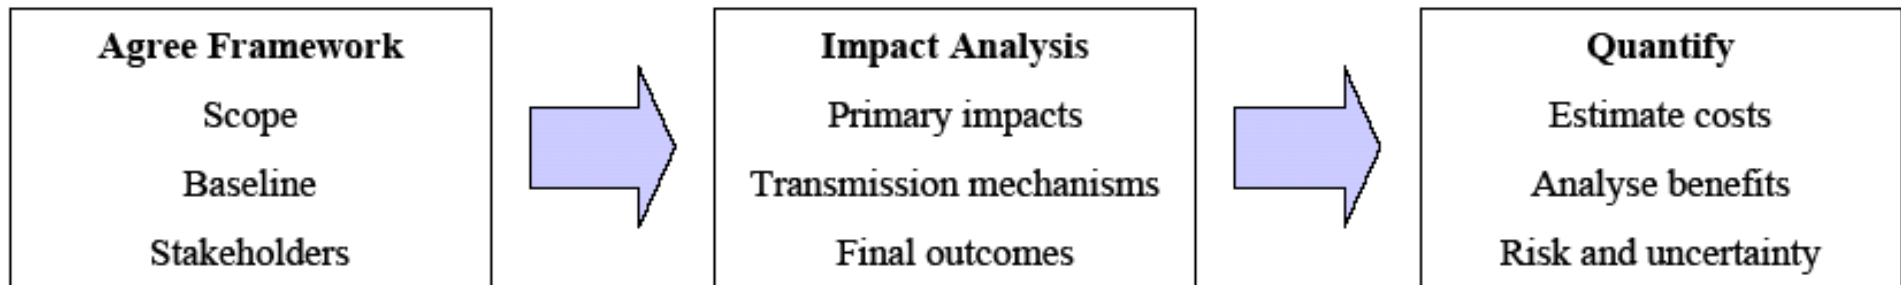 Agree Framework
Scope
Baseline
Stakeholders
Impact Analysis
Primary impacts
Transmission mechanisms
Final outcomes
Quantify
Estimate costs
Analyse benefits
Risk and uncertainty